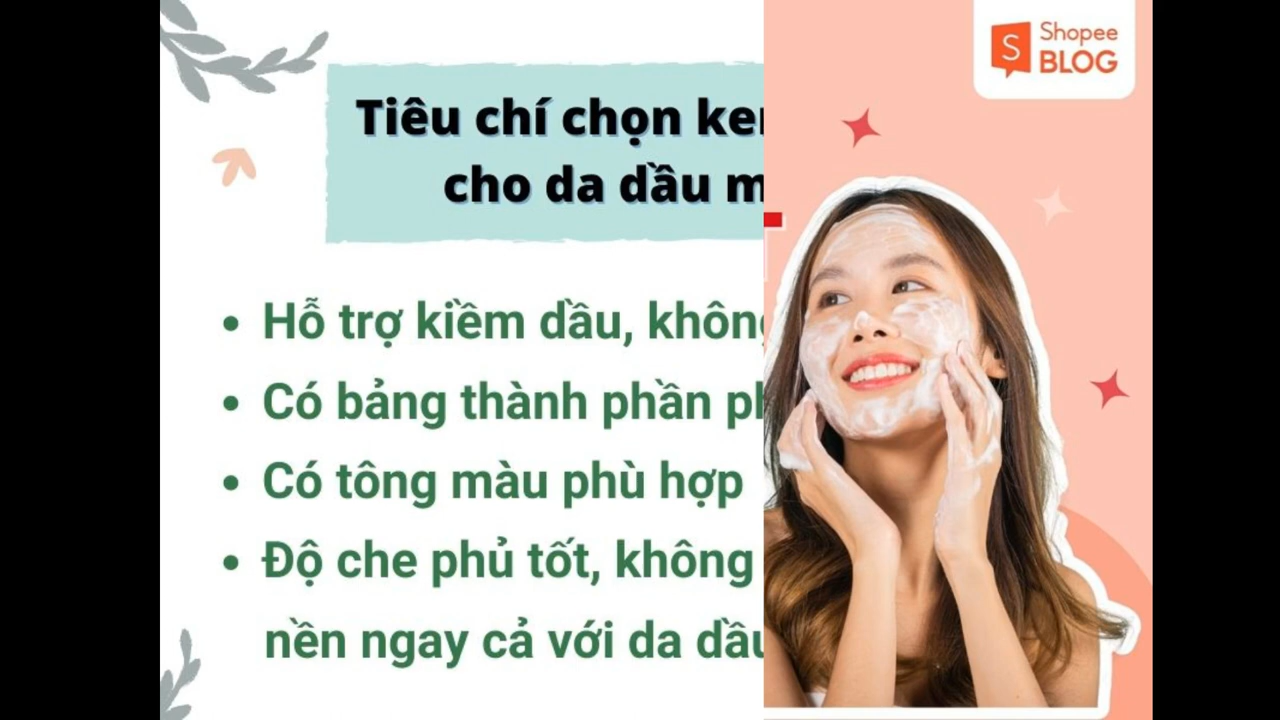 Tiêu chí chọn
cho da dầu
Hỗ trợ kiềm dầu, không
Có bảng thành phần
Có tông màu phù hợp
Độ che phủ tốt, không
nền ngay cả với da dầu
S
Shopee
BLOG